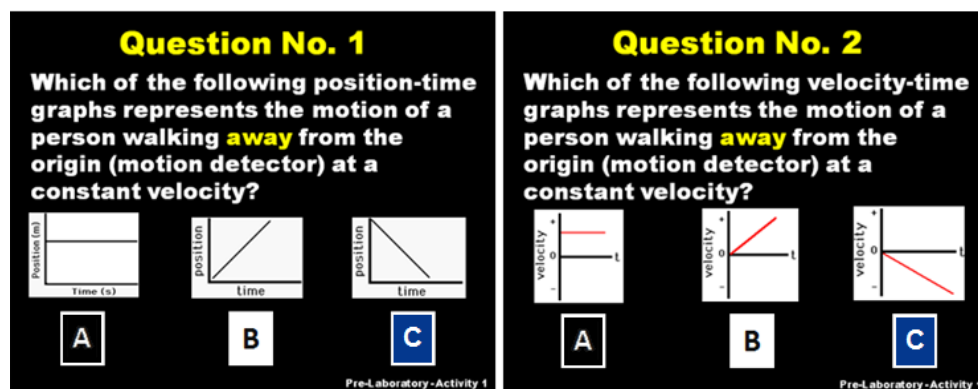 Question No. 1
Which of the following position-time
graphs represents the motion of a
person walking away from the
origin (motion detector) at a
constant velocity?
Position (m)
Time (s)
position
time
position
time
A
B
C
Pre-Laboratory-Activity 1
Question No. 2
Which of the following velocity-time
graphs represents the motion of a
person walking away from the
origin (motion detector) at a
constant velocity?
+
velocity
0
t
−
+
velocity
0
t
−
+
velocity
0
t
−
A
B
C
Pre-Laboratory-Activity